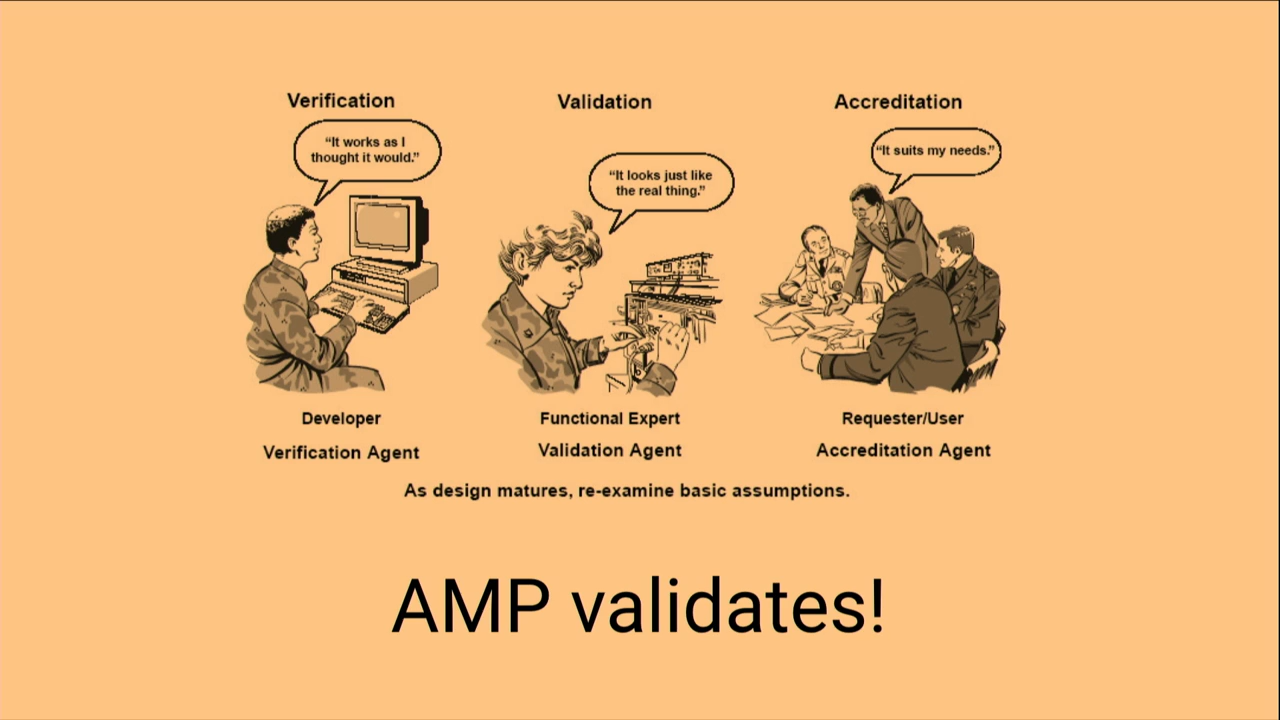 Verification
Validation
Accreditation
“It works as I
thought it would.”
“It looks just like
the real thing.”
“It suits my needs.”
Developer
Functional Expert
Requester/User
Verification Agent
Validation Agent
Accreditation Agent
As design matures, re-examine basic assumptions.
AMP validates!